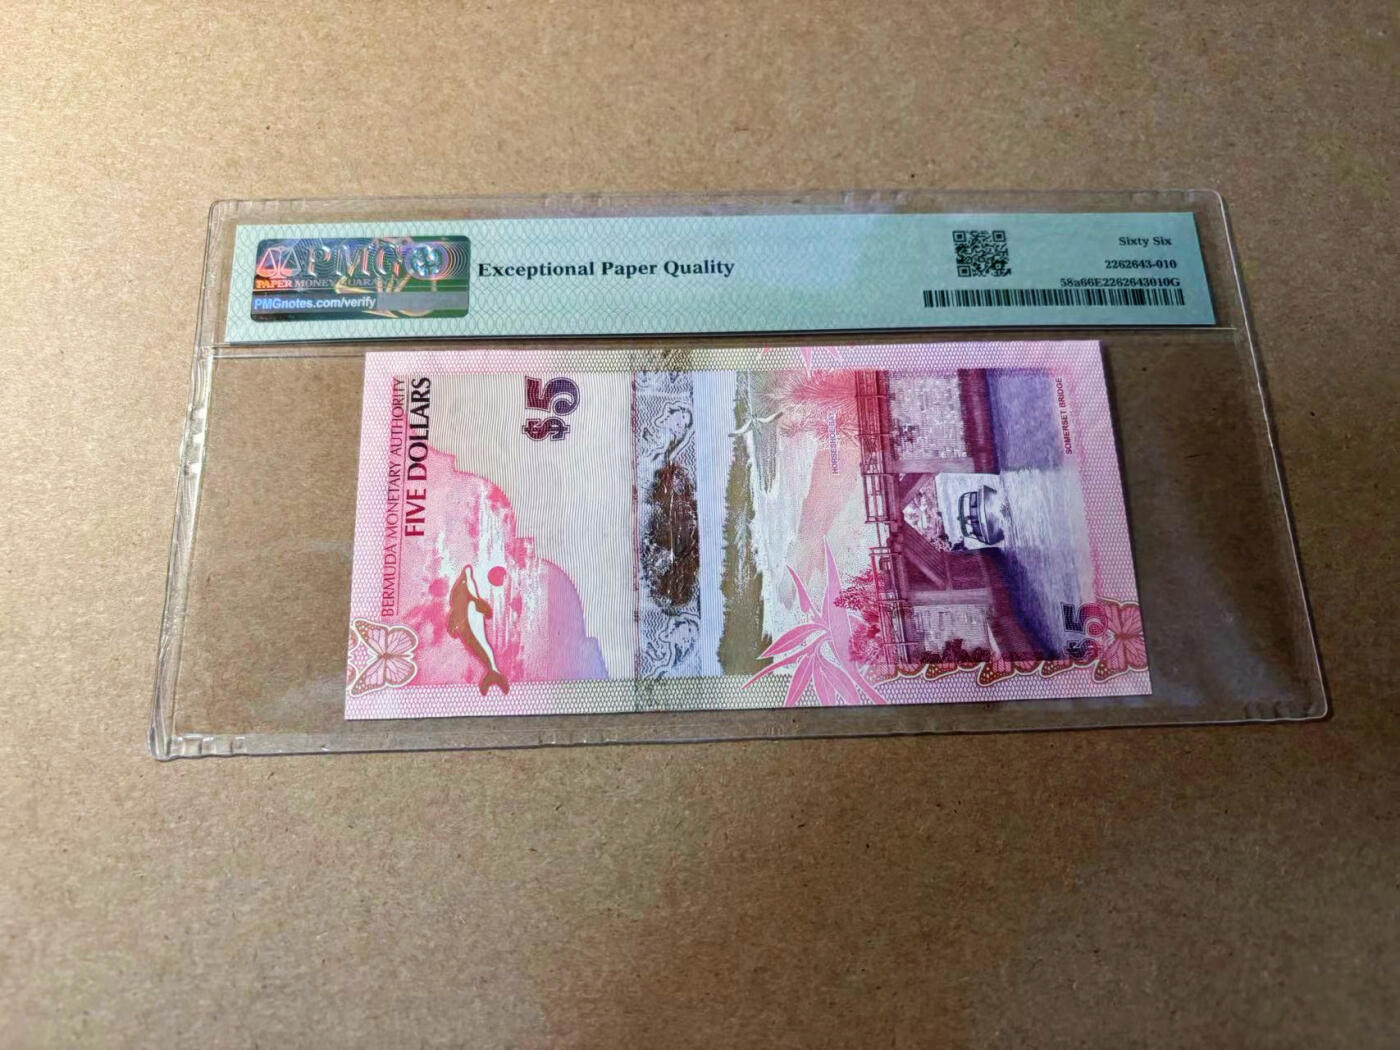 PMG
PAPER MONEY GUARA
PMGnotes.com/verify
Exceptional Paper Quality
Sixty Six
2262643-010
58a66E2262643010G
BERMUDA MONETARY AUTHORITY
FIVE DOLLARS
$5
HORSESHOE BAY
SOMERSET BRIDGE
$5